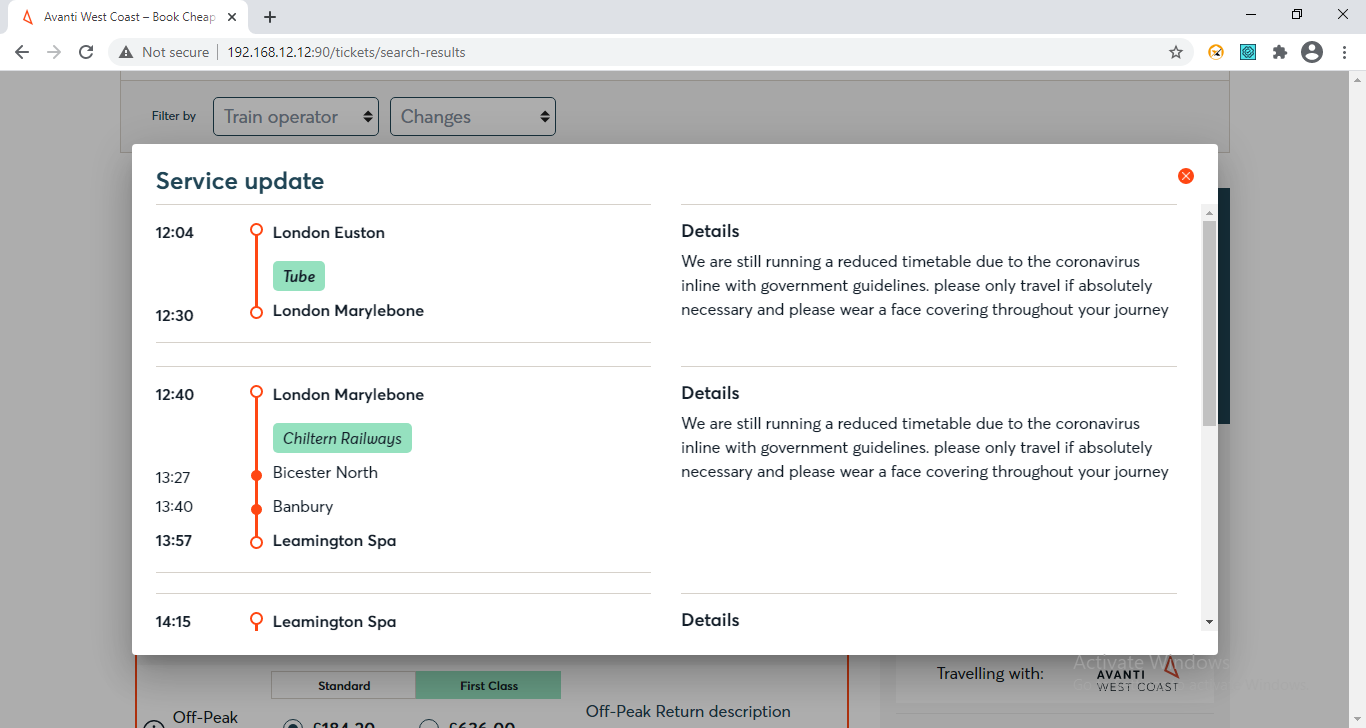 Avanti West Coast – Book Cheap
Not secure
192.168.12.12:90/tickets/search-results
Filter by
Train operator
Changes
Service update
12:04
London Euston
Tube
12:30
London Marylebone
Details
We are still running a reduced timetable due to the coronavirus
inline with government guidelines. please only travel if absolutely
necessary and please wear a face covering throughout your journey
12:40
London Marylebone
Chiltern Railways
13:27
Bicester North
13:40
Banbury
13:57
Leamington Spa
Details
We are still running a reduced timetable due to the coronavirus
inline with government guidelines. please only travel if absolutely
necessary and please wear a face covering throughout your journey
14:15
Leamington Spa
Details
Standard
First Class
Off-Peak
£184.20
£636.00
Off-Peak Return description
Travelling with:
AVANTI
WEST COAST
Activate Windows